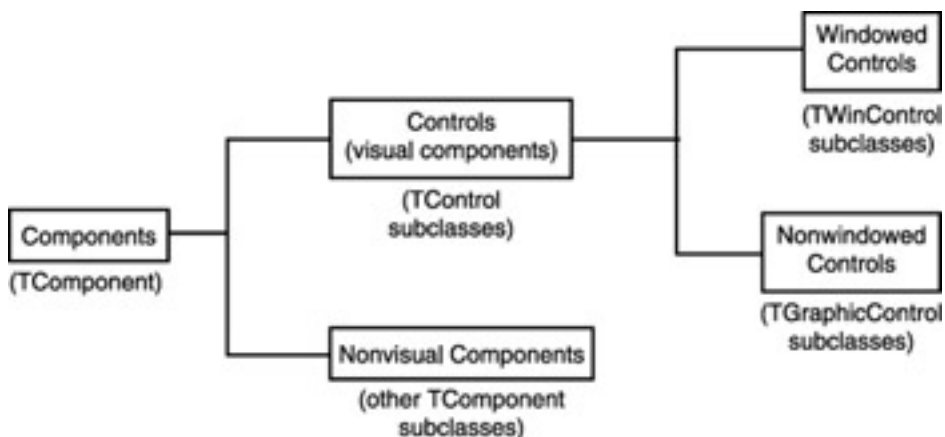 Components
(TComponent)
Controls
(visual components)
(TControl
subclasses)
Nonvisual Components
(other TComponent
subclasses)
Windowed
Controls
(TWinControl
subclasses)
Nonwindowed
Controls
(TGraphicControl
subclasses)